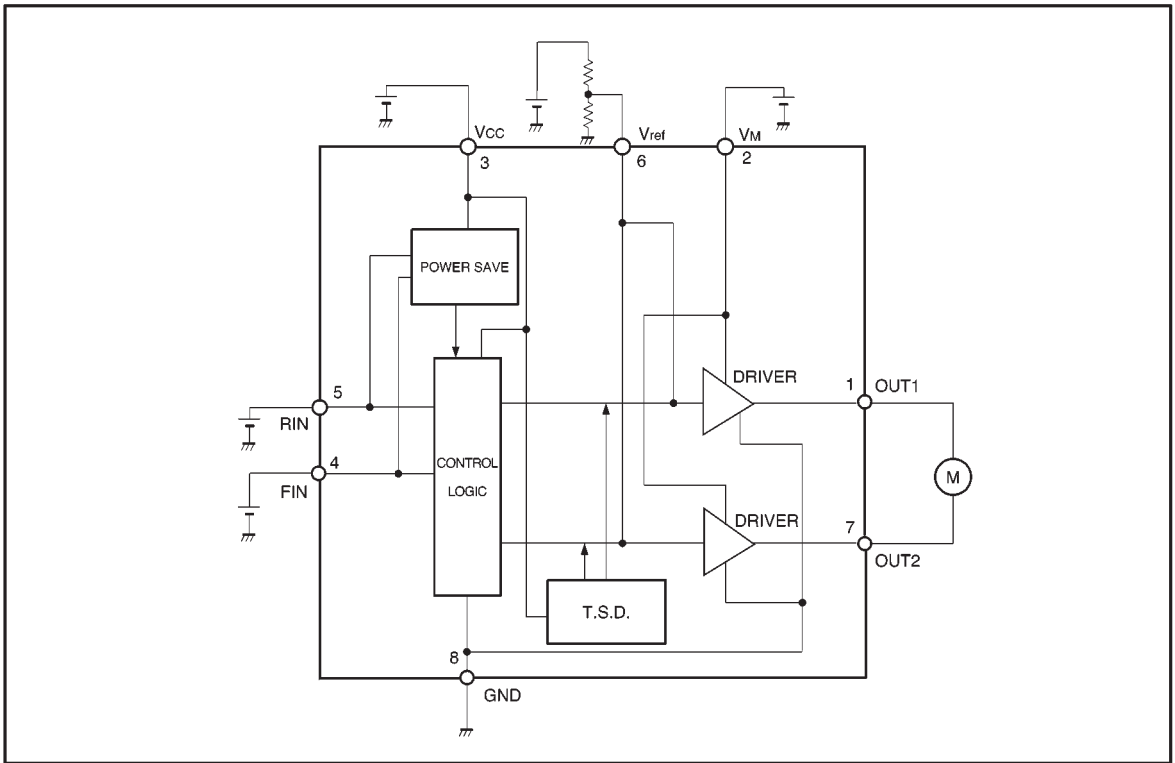 VCC
3
Vref
6
VM
2
POWER SAVE
DRIVER
1
OUT1
5
RIN
4
FIN
CONTROL
LOGIC
M
DRIVER
7
OUT2
T.S.D.
8
GND